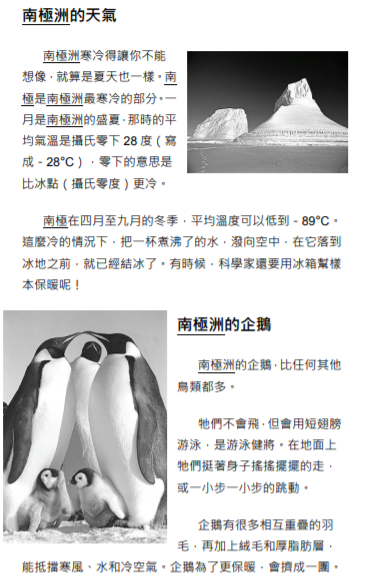 南極洲的天氣
南極洲寒冷得讓你不能
想像，就算是夏天也一樣。南
極是南極洲最寒冷的部分。一
月是南極洲的盛夏，那時的平
均氣溫是攝氏零下 28 度（寫
成－28°C），零下的意思是
比冰點（攝氏零度）更冷。
南極在四月至九月的冬季，平均溫度可以低到－89°C。
這麼冷的情況下，把一杯煮沸了的水，潑向空中，在它落到
冰地之前，就已經結冰了。有時候，科學家還要用冰箱幫樣
本保暖呢！
南極洲的企鵝
南極洲的企鵝，比任何其他
鳥類都多。
牠們不會飛，但會用短翅膀
游泳，是游泳健將。在地面上
牠們挺著身子搖搖擺擺的走，
或一小步一小步的跳動。
企鵝有很多相互重疊的羽
毛，再加上絨毛和厚脂肪層，
能抵擋寒風、水和冷空氣。企鵝為了更保暖，會擠成一團。